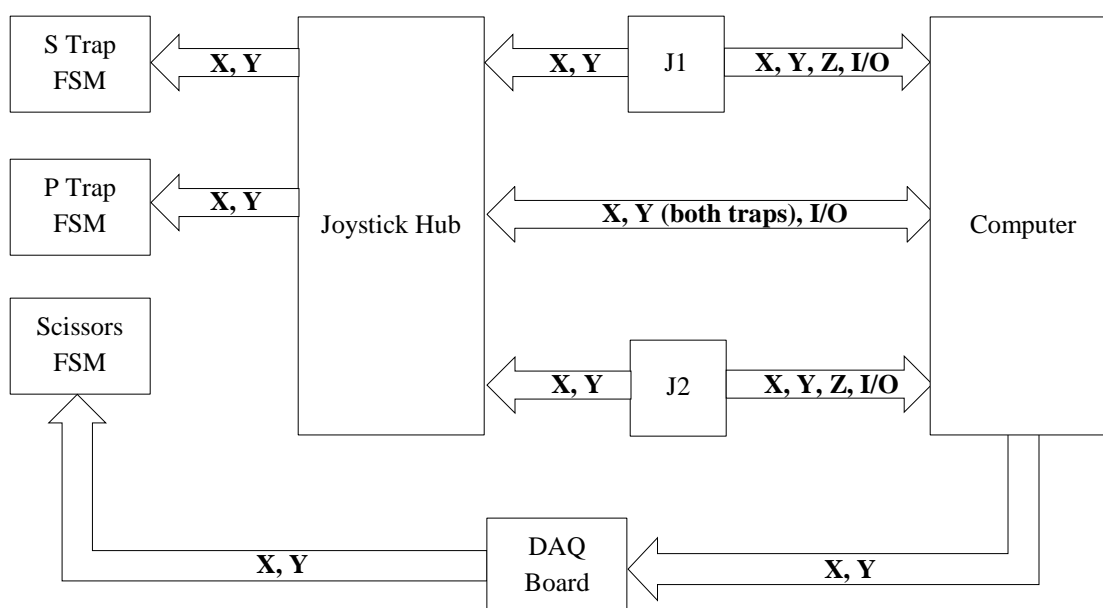 S Trap
FSM
X, Y
X, Y
J1
X, Y, Z, I/O
P Trap
FSM
X, Y
Joystick Hub
X, Y (both traps), I/O
Computer
Scissors
FSM
X, Y
J2
X, Y, Z, I/O
X, Y
DAQ
Board
X, Y